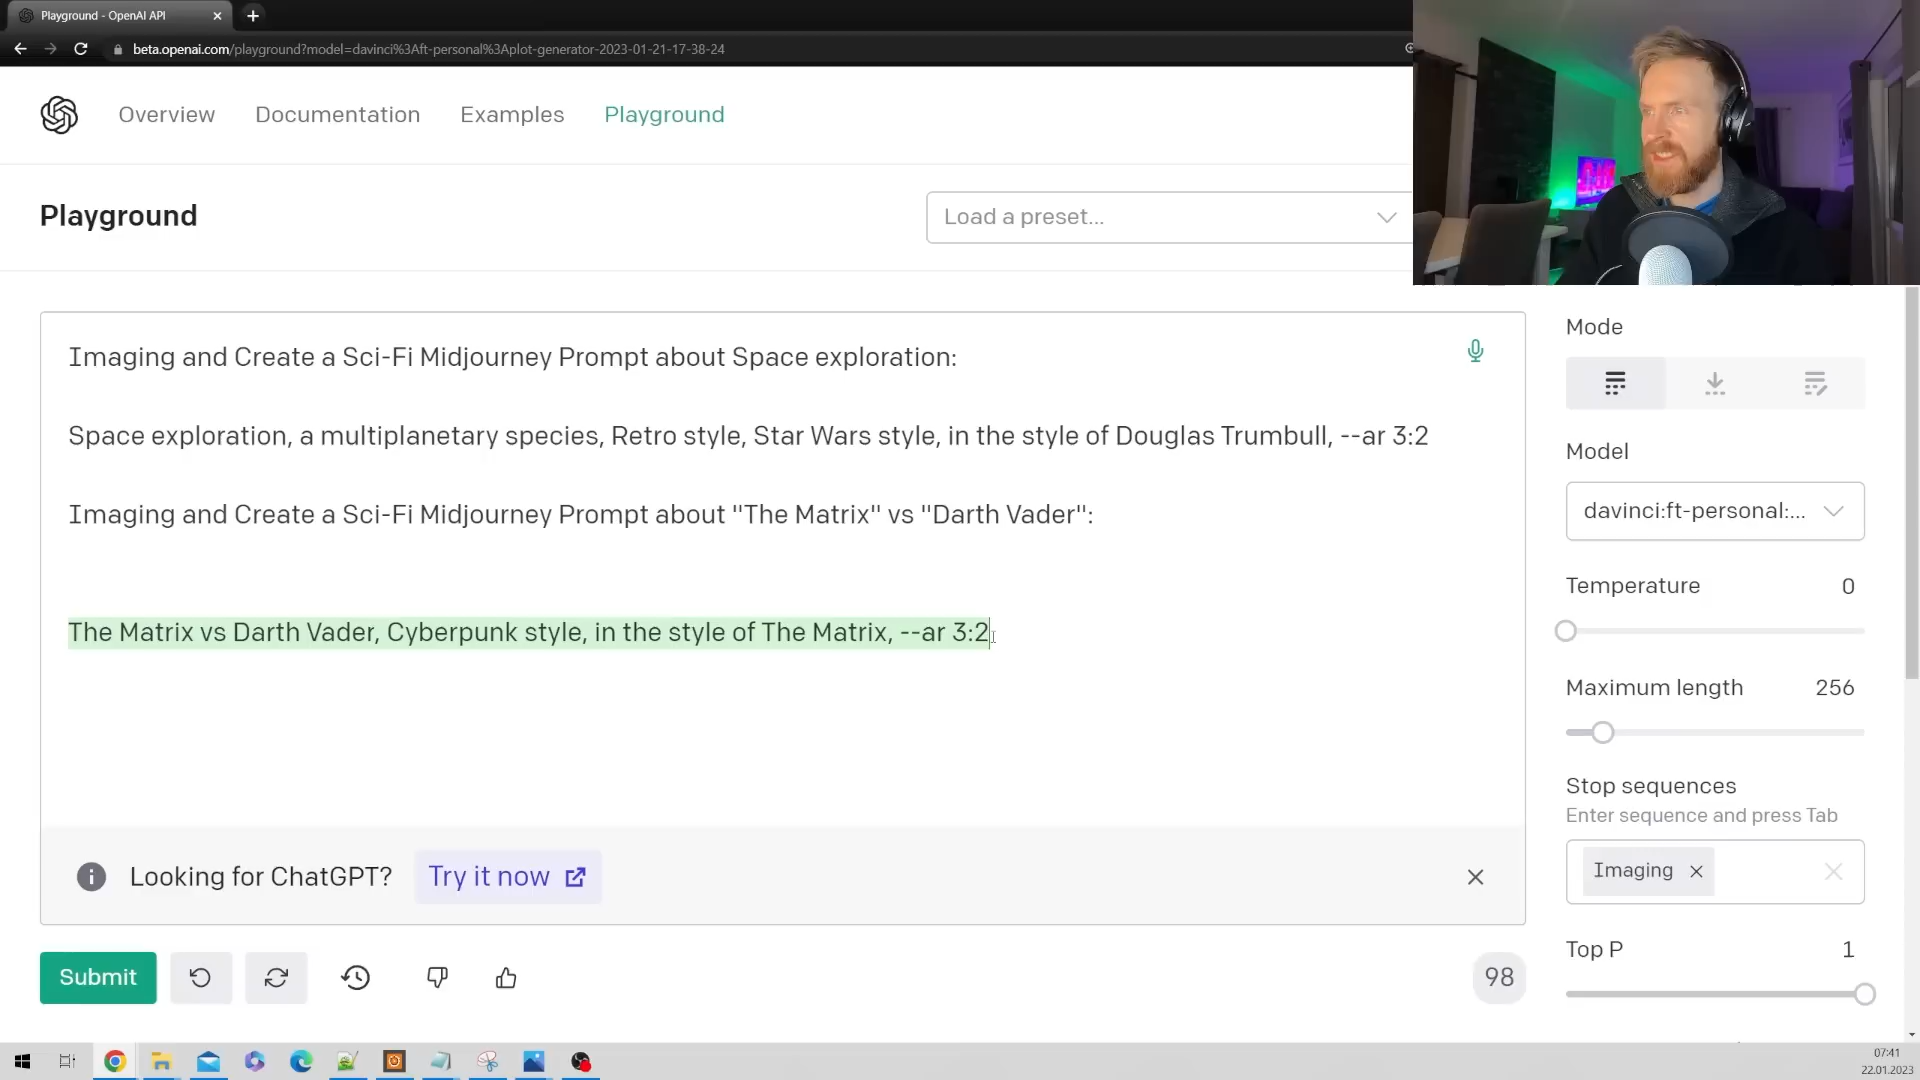 Playground - OpenAI API
beta.openai.com/playground?model=davinci%3Aft-personal%3Aplot-generator-2023-01-21-17-38-24
Overview
Documentation
Examples
Playground
Playground
Load a preset...
Imaging and Create a Sci-Fi Midjourney Prompt about Space exploration:
Space exploration, a multiplanetary species, Retro style, Star Wars style, in the style of Douglas Trumbull, --ar 3:2
Imaging and Create a Sci-Fi Midjourney Prompt about "The Matrix" vs "Darth Vader":
The Matrix vs Darth Vader, Cyberpunk style, in the style of The Matrix, --ar 3:2
Looking for ChatGPT? Try it now
Submit
98
Mode
Model
davinci:ft-personal:...
Temperature 0
Maximum length 256
Stop sequences
Enter sequence and press Tab
Imaging
Top P 1
07:41
22.01.2023